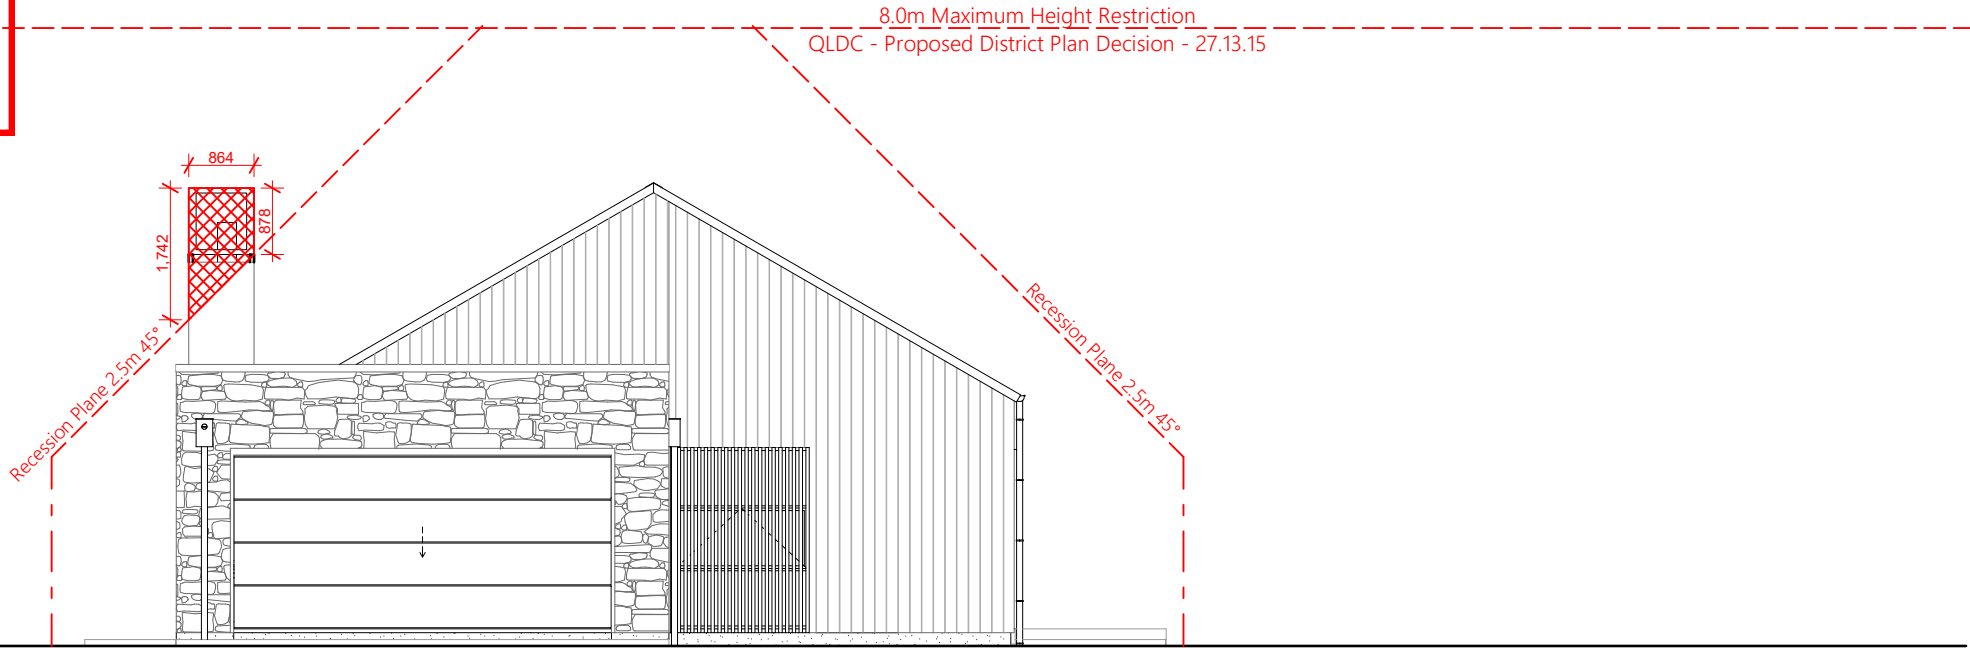 8.0m Maximum Height Restriction
QLDC - Proposed District Plan Decision - 27.13.15
864
878
1,742
Recession Plane 2.5m 45°
Recession Plane 2.5m 45°